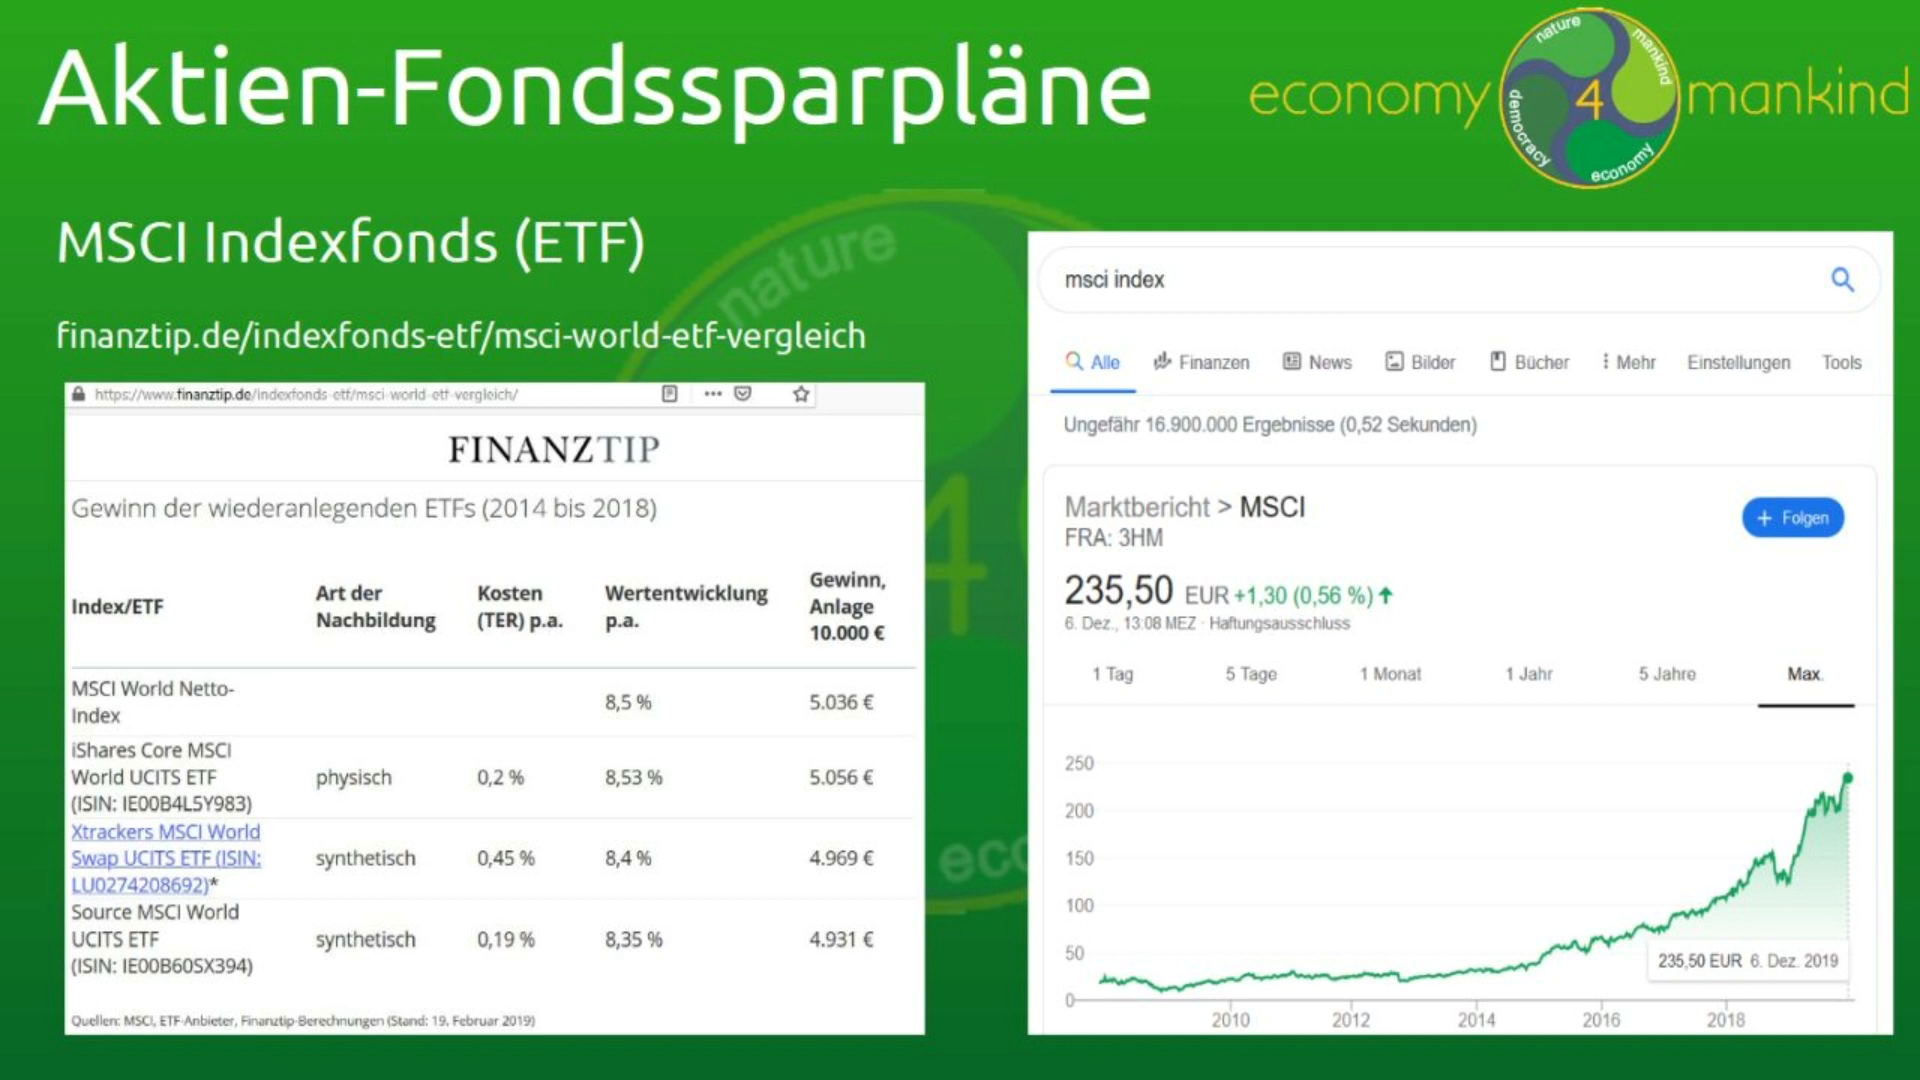 Aktien-Fondssparpläne
economy 4 mankind
nature
mankind
democracy
economy
MSCI Indexfonds (ETF)
finanztip.de/indexfonds-etf/msci-world-etf-vergleich
https://www.finanztip.de/indexfonds-etf/msci-world-etf-vergleich/
FINANZTIP
Gewinn der wiederanlegenden ETFs (2014 bis 2018)
Index/ETF Art der Nachbildung Kosten (TER) p.a. Wertentwicklung p.a. Gewinn, Anlage 10.000 €
MSCI World Netto-
Index 8,5 % 5.036 €
iShares Core MSCI
World UCITS ETF physisch 0,2 % 8,53 % 5.056 €
(ISIN: IE00B4L5Y983)
Xtrackers MSCI World
Swap UCITS ETF (ISIN: synthetisch 0,45 % 8,4 % 4.969 €
LU0274208692)*
Source MSCI World
UCITS ETF synthetisch 0,19 % 8,35 % 4.931 €
(ISIN: IE00B60SX394)
Quellen: MSCI, ETF-Anbieter, Finanztip-Berechnungen (Stand: 19. Februar 2019)
nature
4
eco
msci index
Alle Finanzen News Bilder Bücher Mehr Einstellungen Tools
Ungefähr 16.900.000 Ergebnisse (0,52 Sekunden)
Marktbericht > MSCI
+ Folgen
FRA: 3HM
235,50 EUR +1,30 (0,56 %)
6. Dez., 13:08 MEZ · Haftungsausschluss
1 Tag 5 Tage 1 Monat 1 Jahr 5 Jahre Max.
250
200
150
100
50
0
235,50 EUR 6. Dez. 2019
2010 2012 2014 2016 2018